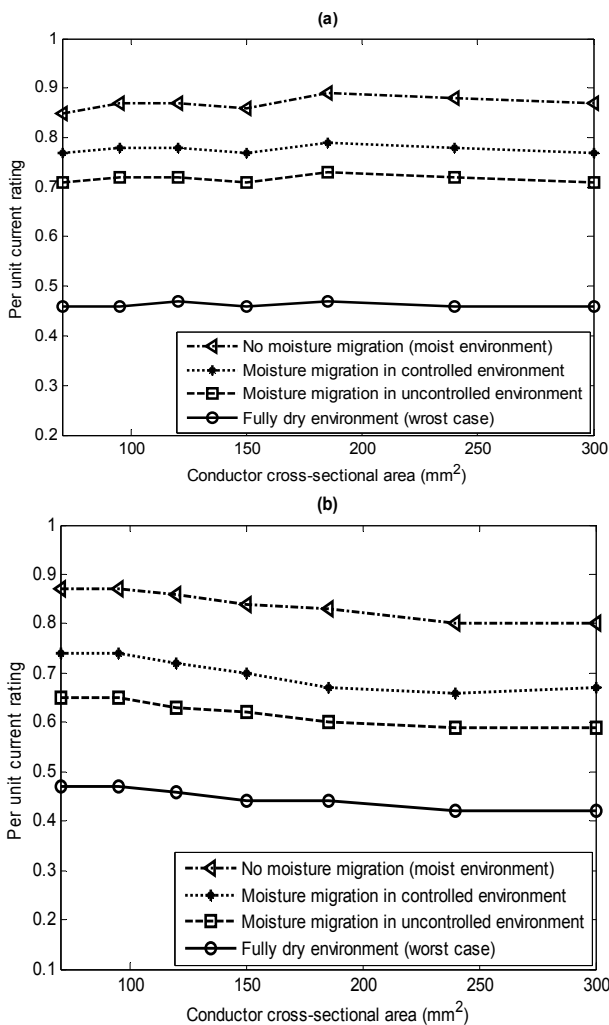 (a)
1
0.9
0.8
0.7
0.6
0.5
0.4
0.3
0.2
Per unit current rating
No moisture migration (moist environment)
Moisture migration in controlled environment
Moisture migration in uncontrolled environment
Fully dry environment (wrost case)
100 150 200 250 300
Conductor cross-sectional area (mm²)
(b)
1
0.9
0.8
0.7
0.6
0.5
0.4
0.3
0.2
0.1
Per unit current rating
No moisture migration (moist environment)
Moisture migration in controlled environment
Moisture migration in uncontrolled environment
Fully dry environment (worst case)
100 150 200 250 300
Conductor cross-sectional area (mm²)